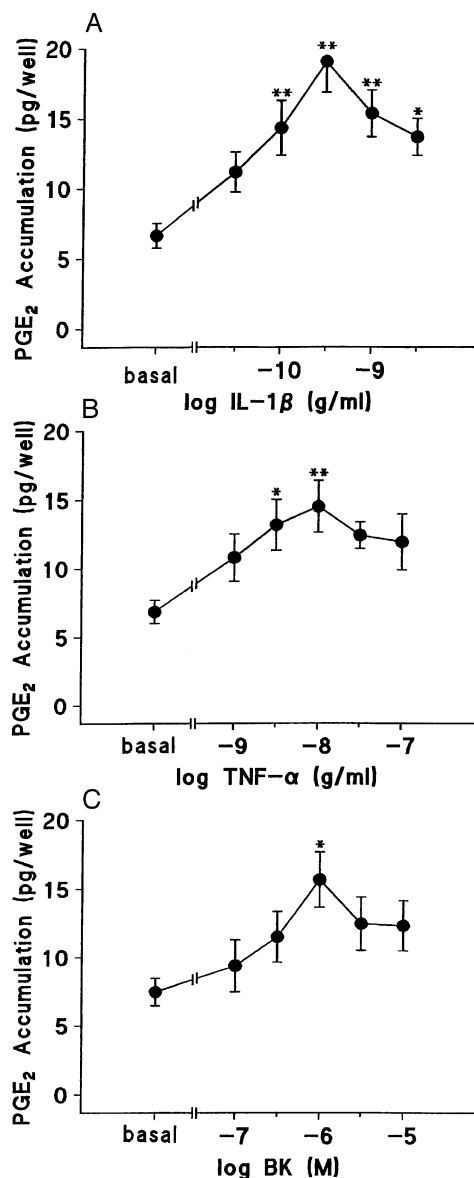 A
PGE₂ Accumulation (pg/well)
20
15
10
5
0
** ** ** *
basal −10 −9
log IL−1β (g/ml)
B
PGE₂ Accumulation (pg/well)
20
15
10
5
0
* **
basal −9 −8 −7
log TNF−α (g/ml)
C
PGE₂ Accumulation (pg/well)
20
15
10
5
0
*
basal −7 −6 −5
log BK (M)